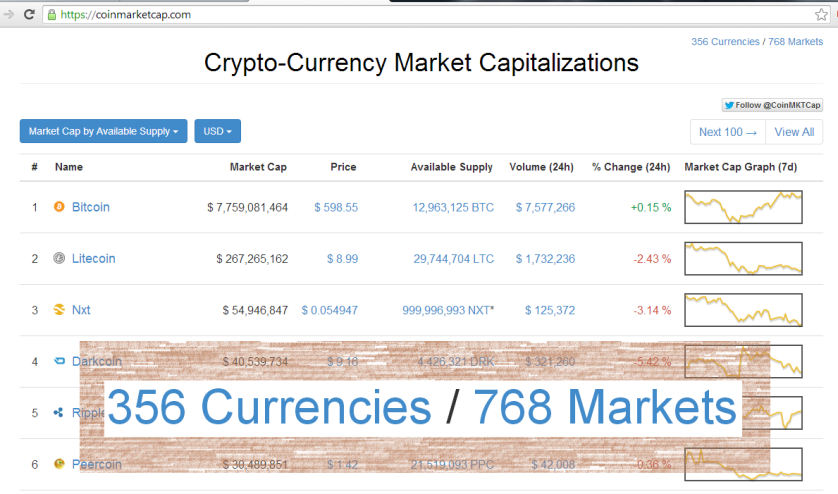 https://coinmarketcap.com
356 Currencies / 768 Markets
Crypto-Currency Market Capitalizations
Follow @CoinMKTCap
Market Cap by Available Supply USD Next 100 → View All
# Name Market Cap Price Available Supply Volume (24h) % Change (24h) Market Cap Graph (7d)
1 Bitcoin $ 7,759,081,464 $ 598.55 12,963,125 BTC $ 7,577,266 +0.15 %
2 Litecoin $ 267,265,162 $ 8.99 29,744,704 LTC $ 1,732,236 -2.43 %
3 Nxt $ 54,946,847 $ 0.054947 999,996,993 NXT* $ 125,372 -3.14 %
4 Darkcoin $ 40,539,734 $ 9.16 4,426,321 DRK $ 321,260 -5.42 %
5 Ripple
356 Currencies / 768 Markets
6 Peercoin $ 30,489,851 $ 1.42 21,519,093 PPC $ 42,008 -0.36 %